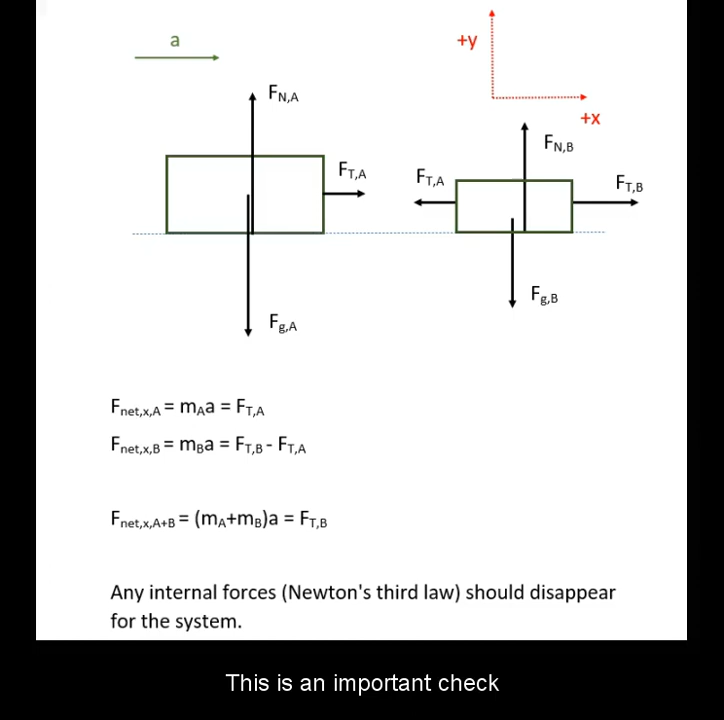 a
+y
+x
F_N,A
F_T,A
F_g,A
F_T,A
F_N,B
F_T,B
F_g,B
F_net,x,A = m_A a = F_T,A
F_net,x,B = m_B a = F_T,B - F_T,A
F_net,x,A+B = (m_A+m_B)a = F_T,B
Any internal forces (Newton's third law) should disappear
for the system.
This is an important check